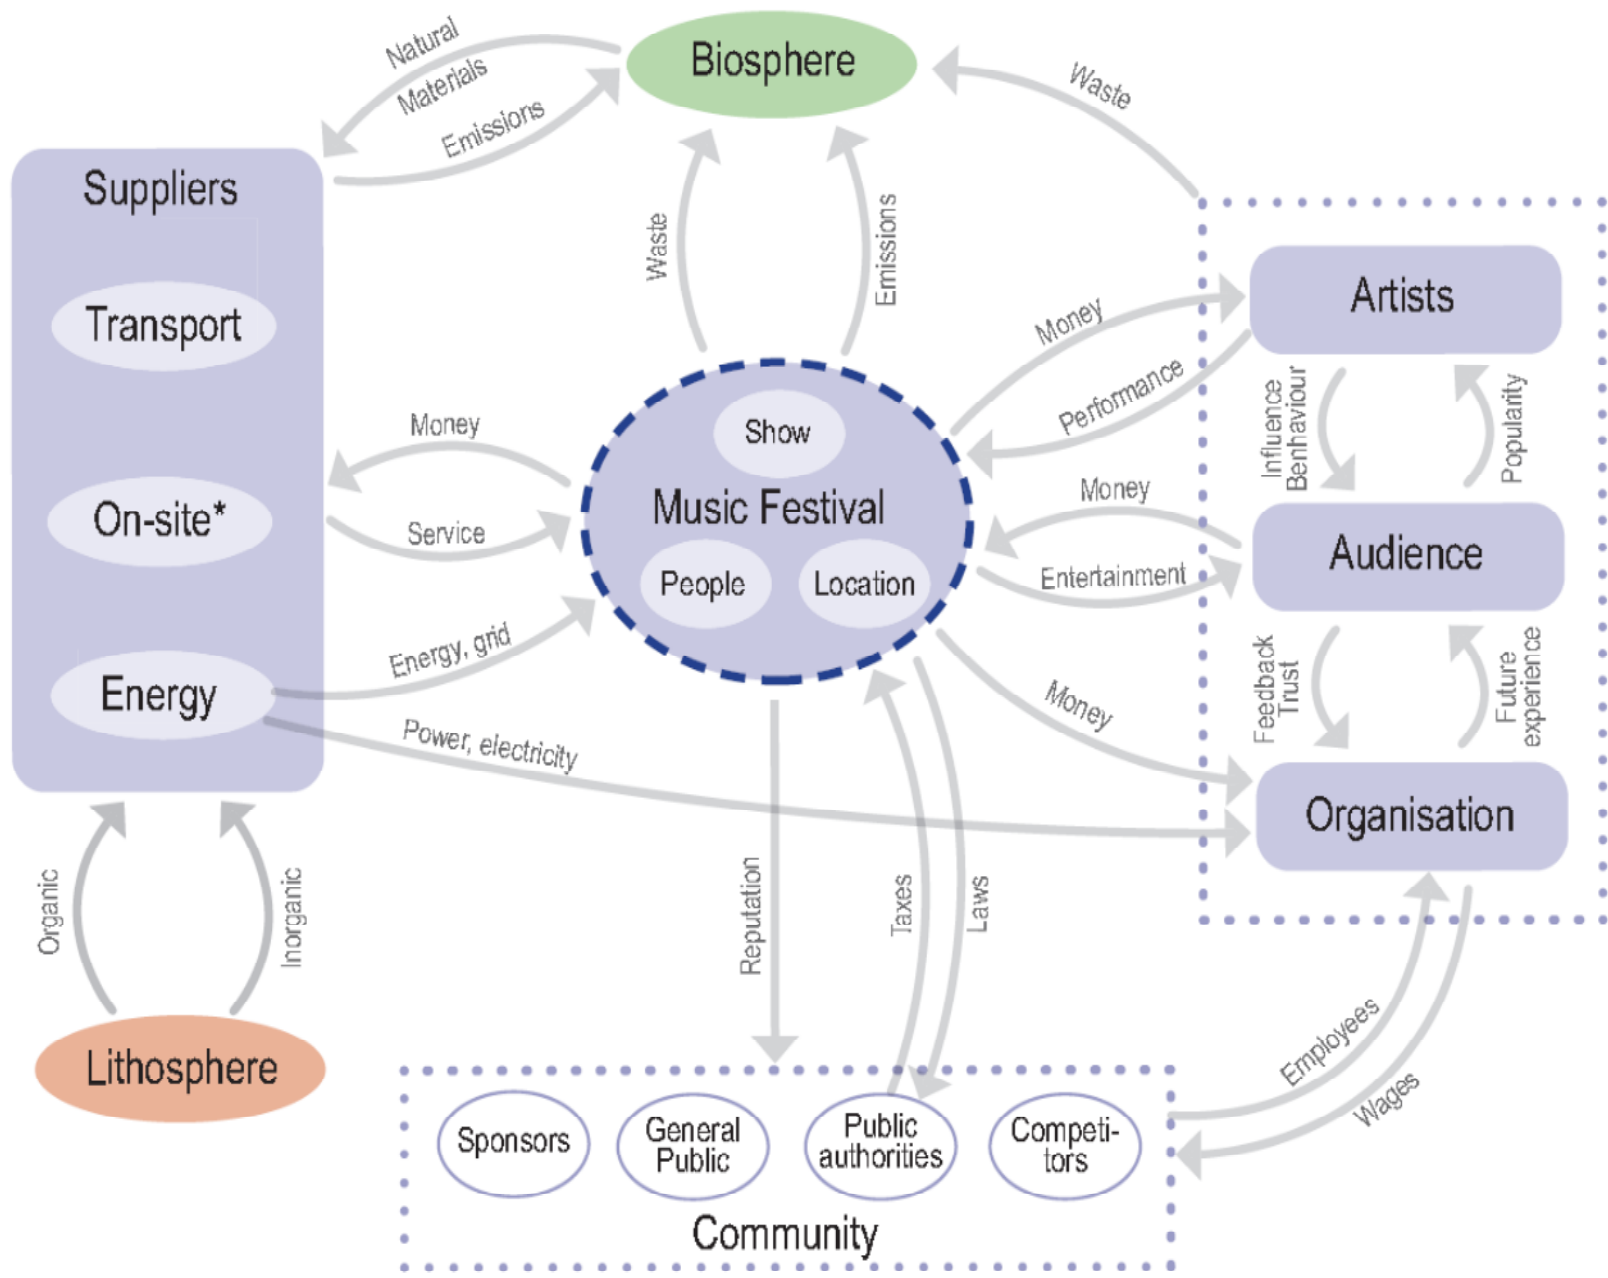 Natural
Materials
Emissions
Biosphere
Waste
Suppliers
Transport
On-site*
Energy
Waste
Emissions
Money
Performance
Artists
Influence
Benhaviour
Popularity
Money
Service
Show
Music Festival
People
Location
Money
Entertainment
Audience
Energy, grid
Power, electricity
Money
Feedback
Trust
Future
experience
Organisation
Organic
Inorganic
Lithosphere
Reputation
Taxes
Laws
Employees
Wages
Sponsors
General
Public
Public
authorities
Competi-
tors
Community